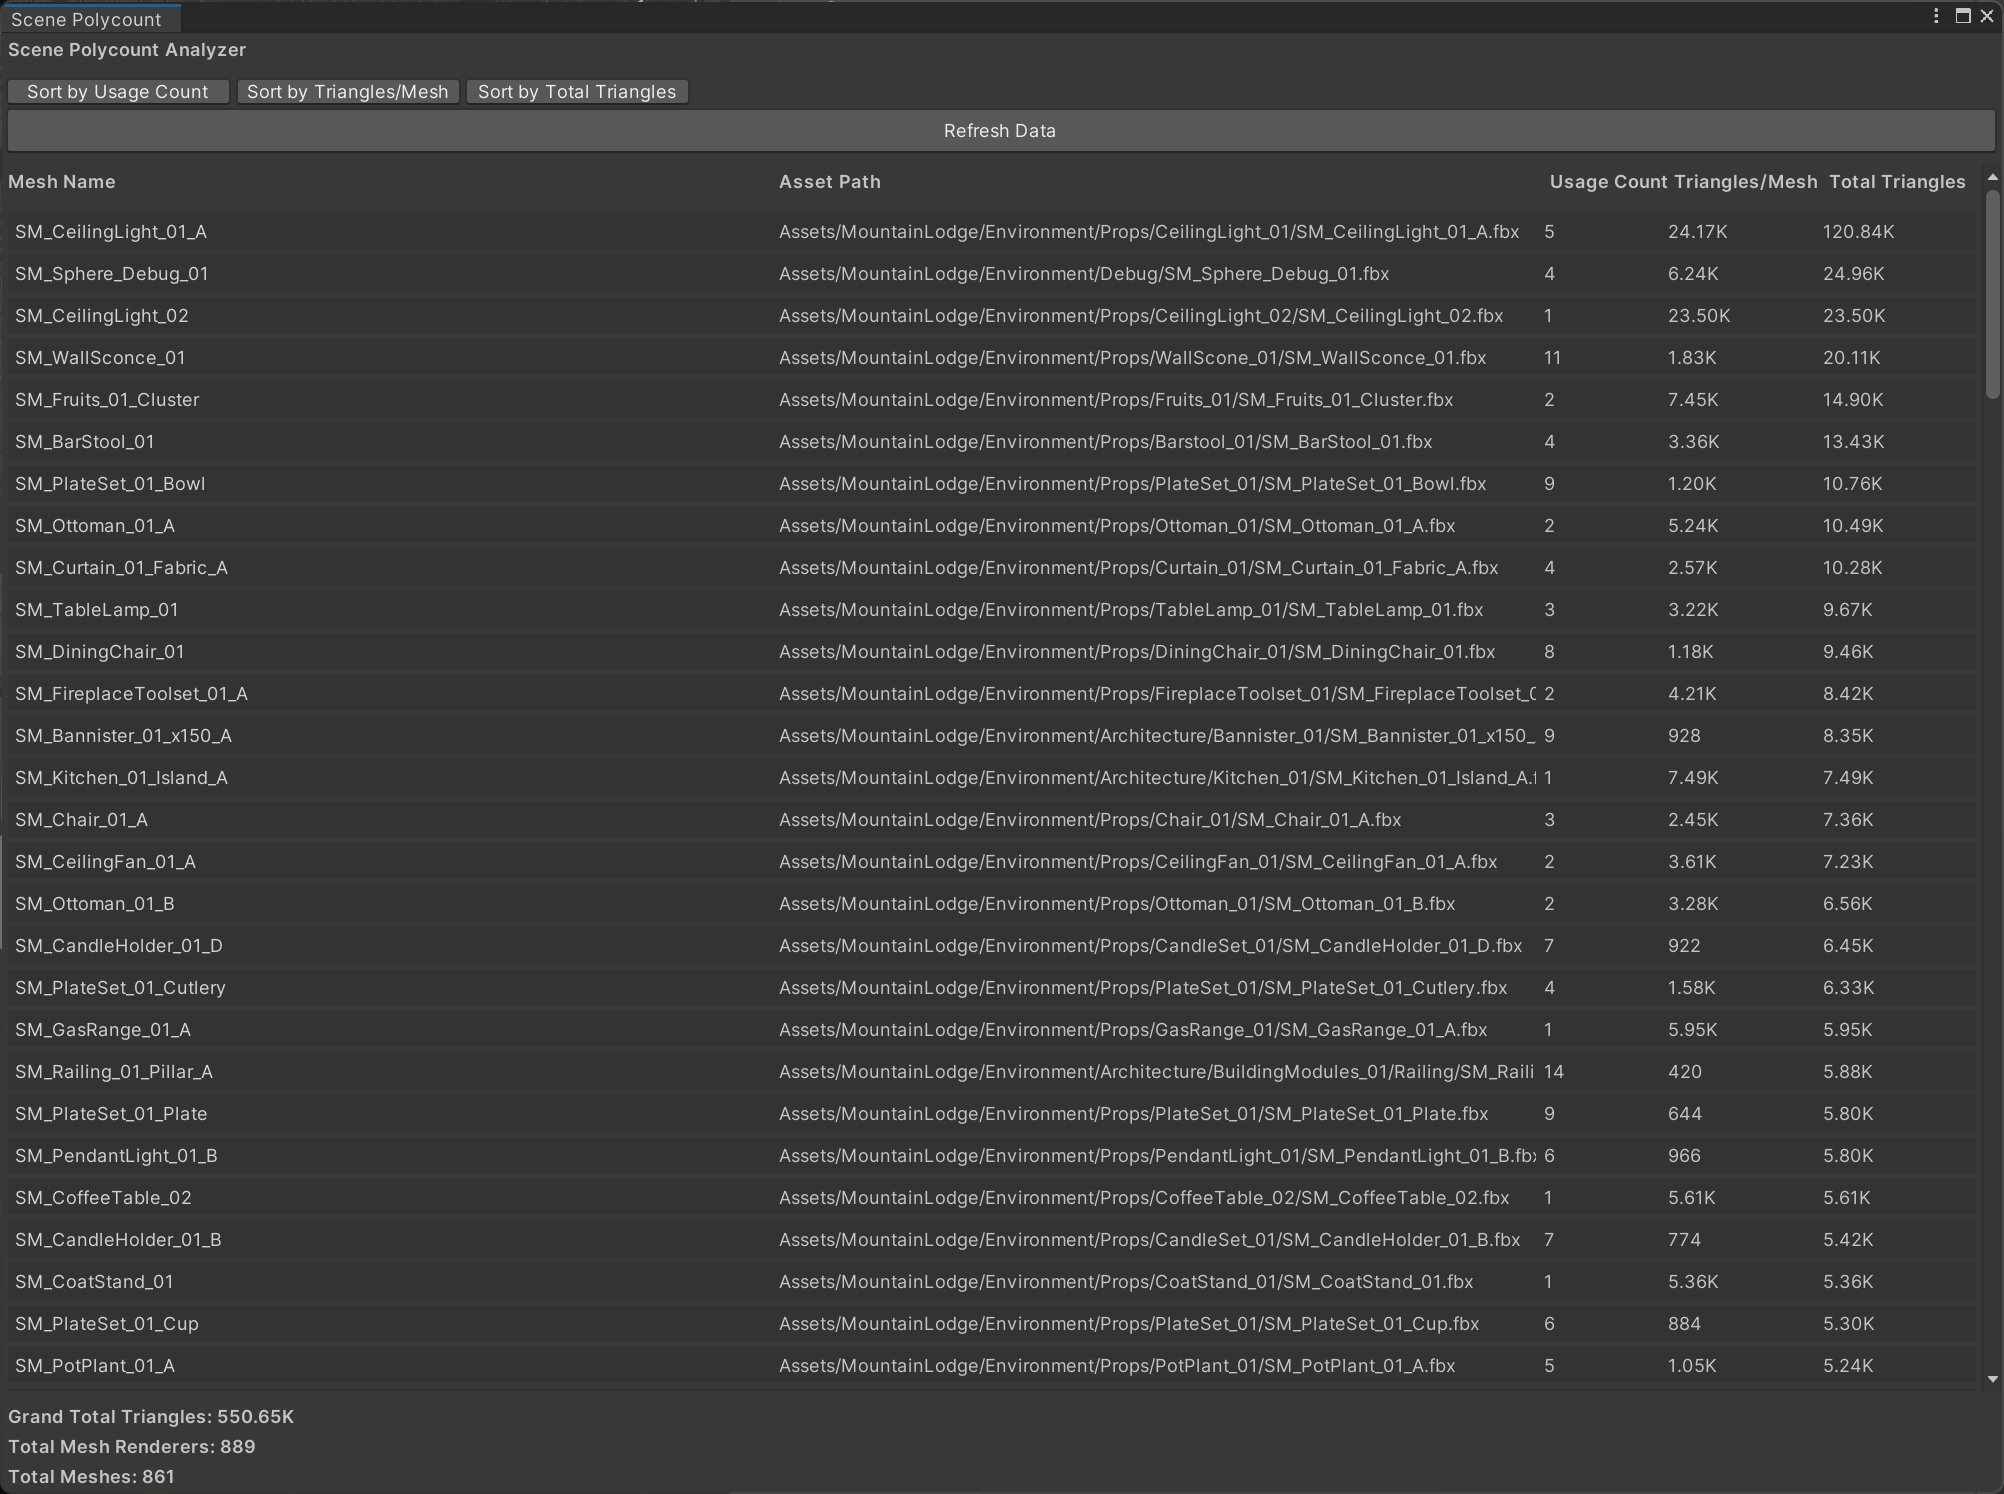 Scene Polycount
Scene Polycount Analyzer
Sort by Usage Count Sort by Triangles/Mesh Sort by Total Triangles
Refresh Data
Mesh Name Asset Path Usage Count Triangles/Mesh Total Triangles
SM_CeilingLight_01_A Assets/MountainLodge/Environment/Props/CeilingLight_01/SM_CeilingLight_01_A.fbx 5 24.17K 120.84K
SM_Sphere_Debug_01 Assets/MountainLodge/Environment/Debug/SM_Sphere_Debug_01.fbx 4 6.24K 24.96K
SM_CeilingLight_02 Assets/MountainLodge/Environment/Props/CeilingLight_02/SM_CeilingLight_02.fbx 1 23.50K 23.50K
SM_WallSconce_01 Assets/MountainLodge/Environment/Props/WallScone_01/SM_WallSconce_01.fbx 11 1.83K 20.11K
SM_Fruits_01_Cluster Assets/MountainLodge/Environment/Props/Fruits_01/SM_Fruits_01_Cluster.fbx 2 7.45K 14.90K
SM_BarStool_01 Assets/MountainLodge/Environment/Props/Barstool_01/SM_BarStool_01.fbx 4 3.36K 13.43K
SM_PlateSet_01_Bowl Assets/MountainLodge/Environment/Props/PlateSet_01/SM_PlateSet_01_Bowl.fbx 9 1.20K 10.76K
SM_Ottoman_01_A Assets/MountainLodge/Environment/Props/Ottoman_01/SM_Ottoman_01_A.fbx 2 5.24K 10.49K
SM_Curtain_01_Fabric_A Assets/MountainLodge/Environment/Props/Curtain_01/SM_Curtain_01_Fabric_A.fbx 4 2.57K 10.28K
SM_TableLamp_01 Assets/MountainLodge/Environment/Props/TableLamp_01/SM_TableLamp_01.fbx 3 3.22K 9.67K
SM_DiningChair_01 Assets/MountainLodge/Environment/Props/DiningChair_01/SM_DiningChair_01.fbx 8 1.18K 9.46K
SM_FireplaceToolset_01_A Assets/MountainLodge/Environment/Props/FireplaceToolset_01/SM_FireplaceToolset_0 2 4.21K 8.42K
SM_Bannister_01_x150_A Assets/MountainLodge/Environment/Architecture/Bannister_01/SM_Bannister_01_x150_ 9 928 8.35K
SM_Kitchen_01_Island_A Assets/MountainLodge/Environment/Architecture/Kitchen_01/SM_Kitchen_01_Island_A.f 1 7.49K 7.49K
SM_Chair_01_A Assets/MountainLodge/Environment/Props/Chair_01/SM_Chair_01_A.fbx 3 2.45K 7.36K
SM_CeilingFan_01_A Assets/MountainLodge/Environment/Props/CeilingFan_01/SM_CeilingFan_01_A.fbx 2 3.61K 7.23K
SM_Ottoman_01_B Assets/MountainLodge/Environment/Props/Ottoman_01/SM_Ottoman_01_B.fbx 2 3.28K 6.56K
SM_CandleHolder_01_D Assets/MountainLodge/Environment/Props/CandleSet_01/SM_CandleHolder_01_D.fbx 7 922 6.45K
SM_PlateSet_01_Cutlery Assets/MountainLodge/Environment/Props/PlateSet_01/SM_PlateSet_01_Cutlery.fbx 4 1.58K 6.33K
SM_GasRange_01_A Assets/MountainLodge/Environment/Props/GasRange_01/SM_GasRange_01_A.fbx 1 5.95K 5.95K
SM_Railing_01_Pillar_A Assets/MountainLodge/Environment/Architecture/BuildingModules_01/Railing/SM_Raili 14 420 5.88K
SM_PlateSet_01_Plate Assets/MountainLodge/Environment/Props/PlateSet_01/SM_PlateSet_01_Plate.fbx 9 644 5.80K
SM_PendantLight_01_B Assets/MountainLodge/Environment/Props/PendantLight_01/SM_PendantLight_01_B.fbx 6 966 5.80K
SM_CoffeeTable_02 Assets/MountainLodge/Environment/Props/CoffeeTable_02/SM_CoffeeTable_02.fbx 1 5.61K 5.61K
SM_CandleHolder_01_B Assets/MountainLodge/Environment/Props/CandleSet_01/SM_CandleHolder_01_B.fbx 7 774 5.42K
SM_CoatStand_01 Assets/MountainLodge/Environment/Props/CoatStand_01/SM_CoatStand_01.fbx 1 5.36K 5.36K
SM_PlateSet_01_Cup Assets/MountainLodge/Environment/Props/PlateSet_01/SM_PlateSet_01_Cup.fbx 6 884 5.30K
SM_PotPlant_01_A Assets/MountainLodge/Environment/Props/PotPlant_01/SM_PotPlant_01_A.fbx 5 1.05K 5.24K
Grand Total Triangles: 550.65K
Total Mesh Renderers: 889
Total Meshes: 861